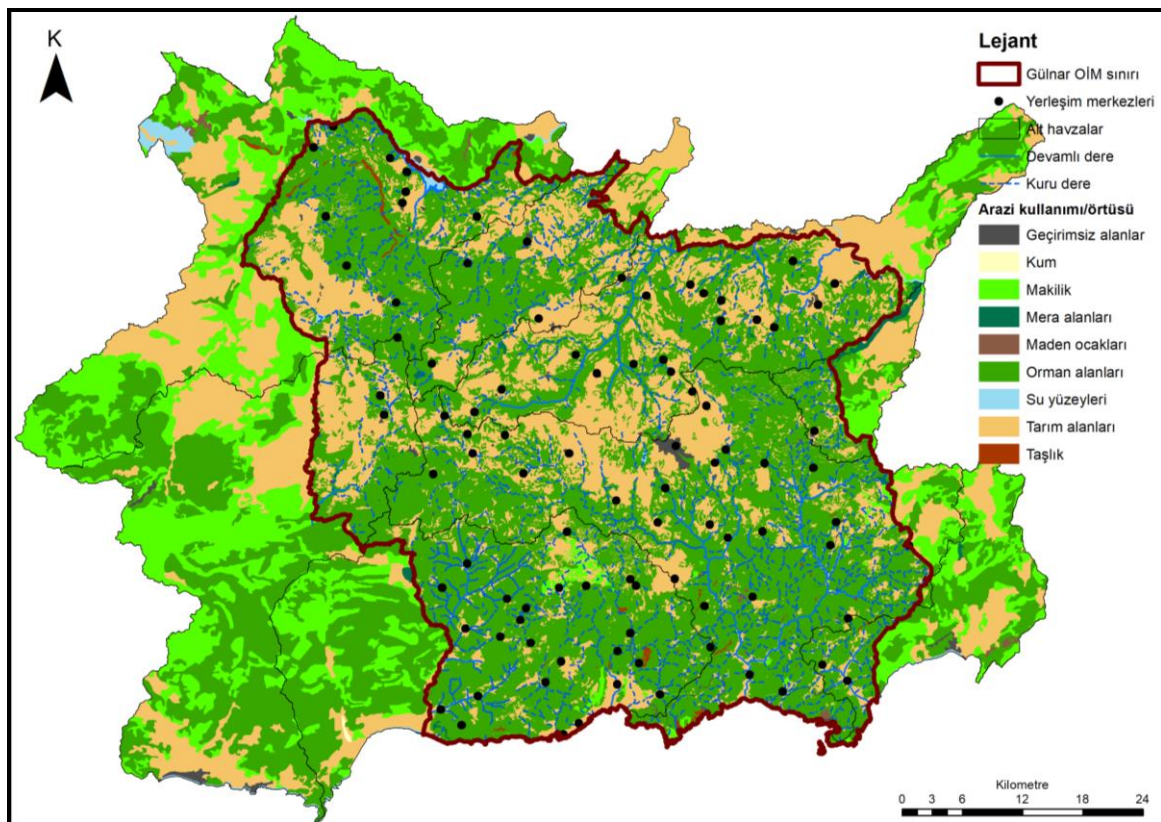 K
Lejant
Gülnar OİM sınırı
Yerleşim merkezleri
Alt havzalar
Devamlı dere
Kuru dere
Arazi kullanımı/örtüsü
Geçirimsiz alanlar
Kum
Makilik
Mera alanları
Maden ocakları
Orman alanları
Su yüzeyleri
Tarım alanları
Taşlık
Kilometre
0 3 6 12 18 24